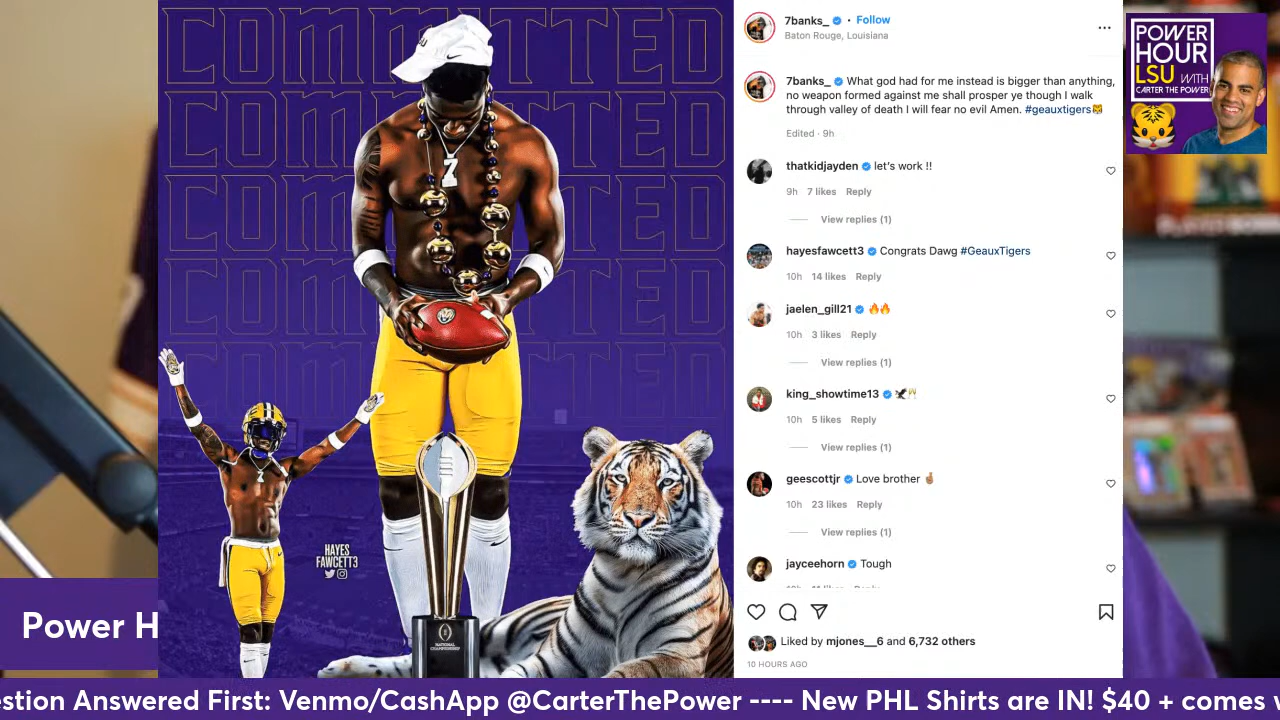 COMMITTED
COMMITTED
COMMITTED
COMMITTED
COMMITTED
7
HAYES
FAWCETT3
NATIONAL
CHAMPIONSHIP
7banks_ • Follow
Baton Rouge, Louisiana
7banks_ What god had for me instead is bigger than anything,
no weapon formed against me shall prosper ye though I walk
through valley of death I will fear no evil Amen. #geauxtigers🐯
Edited · 9h
thatkidjayden let's work !!
9h 7 likes Reply
View replies (1)
hayesfawcett3 Congrats Dawg #GeauxTigers
10h 14 likes Reply
jaelen_gill21 🔥🔥
10h 3 likes Reply
View replies (1)
king_showtime13 🦅🥂
10h 5 likes Reply
View replies (1)
geescottjr Love brother 🤞🏽
10h 23 likes Reply
View replies (1)
jayceehorn Tough
Liked by mjones__6 and 6,732 others
10 HOURS AGO
POWER
HOUR
LSU WITH
CARTER THE POWER
Power H
estion Answered First: Venmo/CashApp @CarterThePower ---- New PHL Shirts are IN! $40 + comes